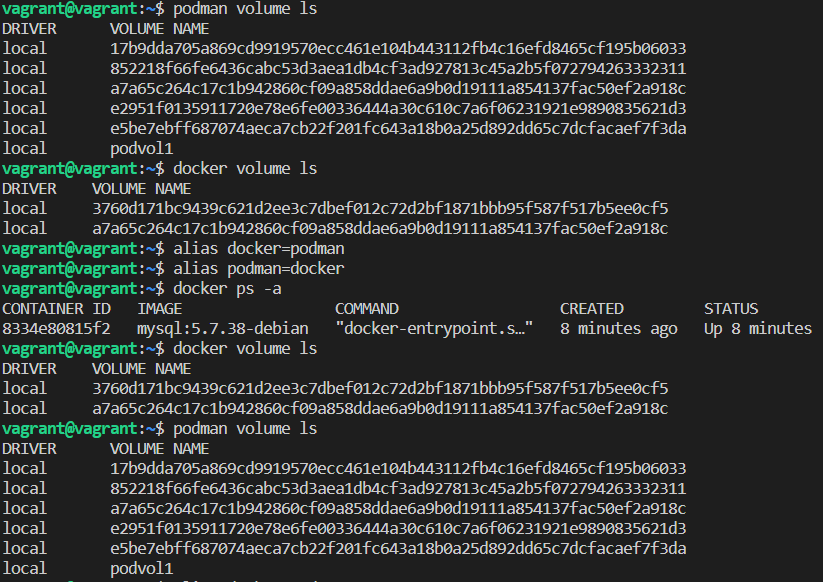 vagrant@vagrant:~$ podman volume ls
DRIVER      VOLUME NAME
local       17b9dda705a869cd9919570ecc461e104b443112fb4c16efd8465cf195b06033
local       852218f66fe6436cabc53d3aea1db4cf3ad927813c45a2b5f072794263332311
local       a7a65c264c17c1b942860cf09a858ddae6a9b0d19111a854137fac50ef2a918c
local       e2951f0135911720e78e6fe00336444a30c610c7a6f06231921e9890835621d3
local       e5be7ebff687074aeca7cb22f201fc643a18b0a25d892dd65c7dcfacaef7f3da
local       podvol1
vagrant@vagrant:~$ docker volume ls
DRIVER    VOLUME NAME
local     3760d171bc9439c621d2ee3c7dbef012c72d2bf1871bbb95f587f517b5ee0cf5
local     a7a65c264c17c1b942860cf09a858ddae6a9b0d19111a854137fac50ef2a918c
vagrant@vagrant:~$ alias docker=podman
vagrant@vagrant:~$ alias podman=docker
vagrant@vagrant:~$ docker ps -a
CONTAINER ID   IMAGE                 COMMAND                  CREATED         STATUS
8334e80815f2   mysql:5.7.38-debian   "docker-entrypoint.s…"   8 minutes ago   Up 8 minutes
vagrant@vagrant:~$ docker volume ls
DRIVER    VOLUME NAME
local     3760d171bc9439c621d2ee3c7dbef012c72d2bf1871bbb95f587f517b5ee0cf5
local     a7a65c264c17c1b942860cf09a858ddae6a9b0d19111a854137fac50ef2a918c
vagrant@vagrant:~$ podman volume ls
DRIVER      VOLUME NAME
local       17b9dda705a869cd9919570ecc461e104b443112fb4c16efd8465cf195b06033
local       852218f66fe6436cabc53d3aea1db4cf3ad927813c45a2b5f072794263332311
local       a7a65c264c17c1b942860cf09a858ddae6a9b0d19111a854137fac50ef2a918c
local       e2951f0135911720e78e6fe00336444a30c610c7a6f06231921e9890835621d3
local       e5be7ebff687074aeca7cb22f201fc643a18b0a25d892dd65c7dcfacaef7f3da
local       podvol1